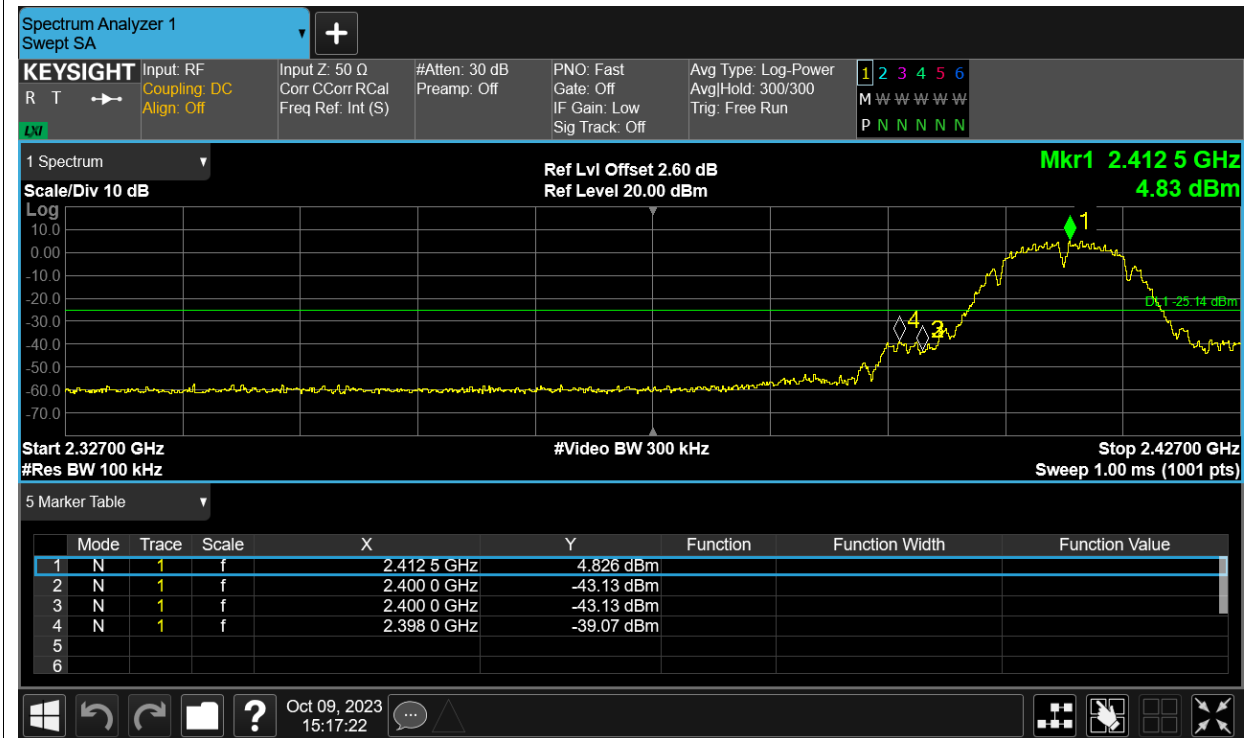 Spectrum Analyzer 1
Swept SA
KEYSIGHT
R T
LXI
Input: RF
Coupling: DC
Align: Off
Input Z: 50 Ω
Corr CCorr RCal
Freq Ref: Int (S)
#Atten: 30 dB
Preamp: Off
PNO: Fast
Gate: Off
IF Gain: Low
Sig Track: Off
Avg Type: Log-Power
Avg|Hold: 300/300
Trig: Free Run
1 2 3 4 5 6
M W W W W W
P N N N N N
1 Spectrum
Scale/Div 10 dB
Ref Lvl Offset 2.60 dB
Ref Level 20.00 dBm
Mkr1 2.412 5 GHz
4.83 dBm
Log
10.0
0.00
-10.0
-20.0
-30.0
-40.0
-50.0
-60.0
-70.0
1
DL1 -25.14 dBm
4
Start 2.32700 GHz
#Video BW 300 kHz
Stop 2.42700 GHz
#Res BW 100 kHz
Sweep 1.00 ms (1001 pts)
5 Marker Table
Mode Trace Scale X Y Function Function Width Function Value
1 N 1 f 2.412 5 GHz 4.826 dBm
2 N 1 f 2.400 0 GHz -43.13 dBm
3 N 1 f 2.400 0 GHz -43.13 dBm
4 N 1 f 2.398 0 GHz -39.07 dBm
5
6
?
Oct 09, 2023
15:17:22